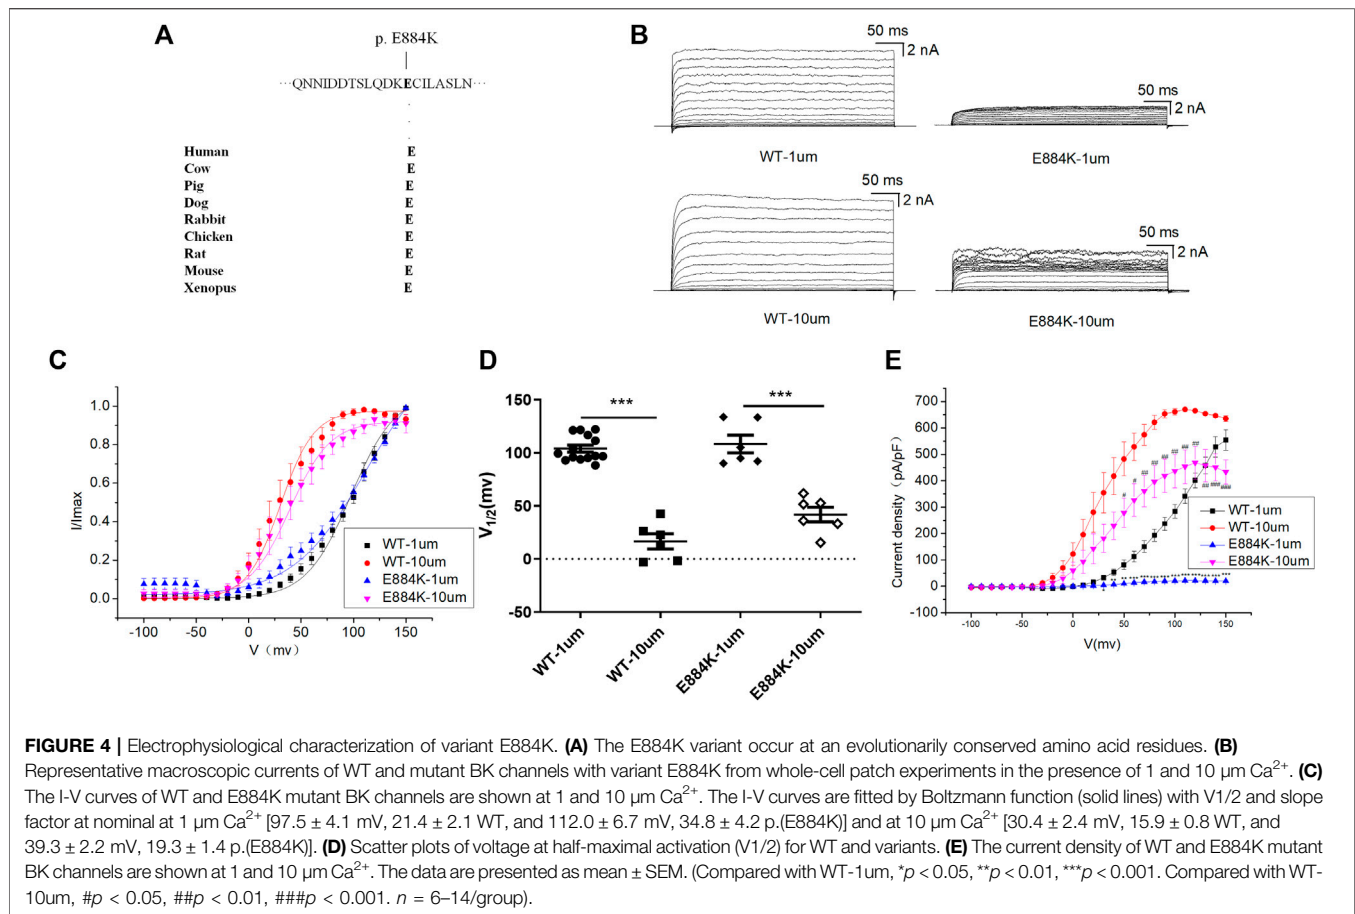 A
p. E884K
···QNNIDDTSLQDKECILASLN···
Human E
Cow E
Pig E
Dog E
Rabbit E
Chicken E
Rat E
Mouse E
Xenopus E
B
50 ms
2 nA
WT-1um
50 ms
2 nA
E884K-1um
50 ms
2 nA
WT-10um
50 ms
2 nA
E884K-10um
C
I/Imax
1.0
0.8
0.6
0.4
0.2
0.0
-100 -50 0 50 100 150
V（mv）
WT-1um
WT-10um
E884K-1um
E884K-10um
D
V1/2(mv)
150
100
50
0
-50
***
***
WT-1um
WT-10um
E884K-1um
E884K-10um
E
Current density（pA/pF）
700
600
500
400
300
200
100
0
-100
-100 -50 0 50 100 150
V(mv)
WT-1um
WT-10um
E884K-1um
E884K-10um
FIGURE 4 | Electrophysiological characterization of variant E884K. (A) The E884K variant occur at an evolutionarily conserved amino acid residues. (B)
Representative macroscopic currents of WT and mutant BK channels with variant E884K from whole-cell patch experiments in the presence of 1 and 10 μm Ca2+. (C)
The I-V curves of WT and E884K mutant BK channels are shown at 1 and 10 μm Ca2+. The I-V curves are fitted by Boltzmann function (solid lines) with V1/2 and slope
factor at nominal at 1 μm Ca2+ [97.5 ± 4.1 mV, 21.4 ± 2.1 WT, and 112.0 ± 6.7 mV, 34.8 ± 4.2 p.(E884K)] and at 10 μm Ca2+ [30.4 ± 2.4 mV, 15.9 ± 0.8 WT, and
39.3 ± 2.2 mV, 19.3 ± 1.4 p.(E884K)]. (D) Scatter plots of voltage at half-maximal activation (V1/2) for WT and variants. (E) The current density of WT and E884K mutant
BK channels are shown at 1 and 10 μm Ca2+. The data are presented as mean ± SEM. (Compared with WT-1um, *p < 0.05, **p < 0.01, ***p < 0.001. Compared with WT-
10um, #p < 0.05, ##p < 0.01, ###p < 0.001. n = 6–14/group).